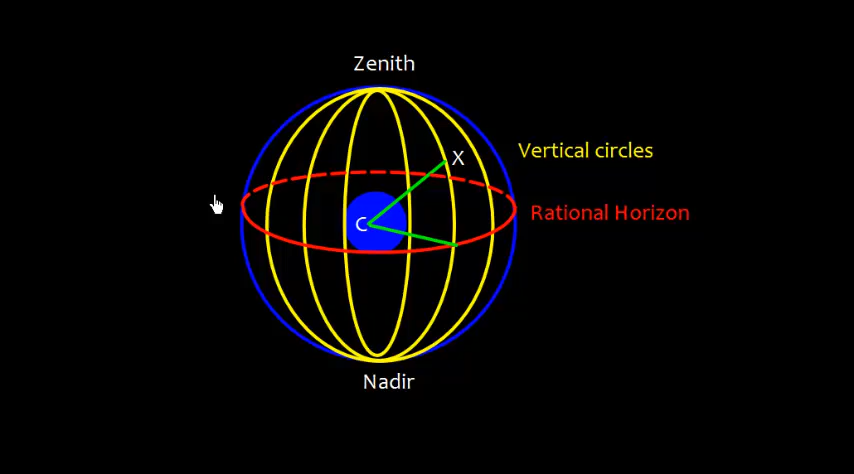 Zenith
X
Vertical circles
Rational Horizon
C
Nadir